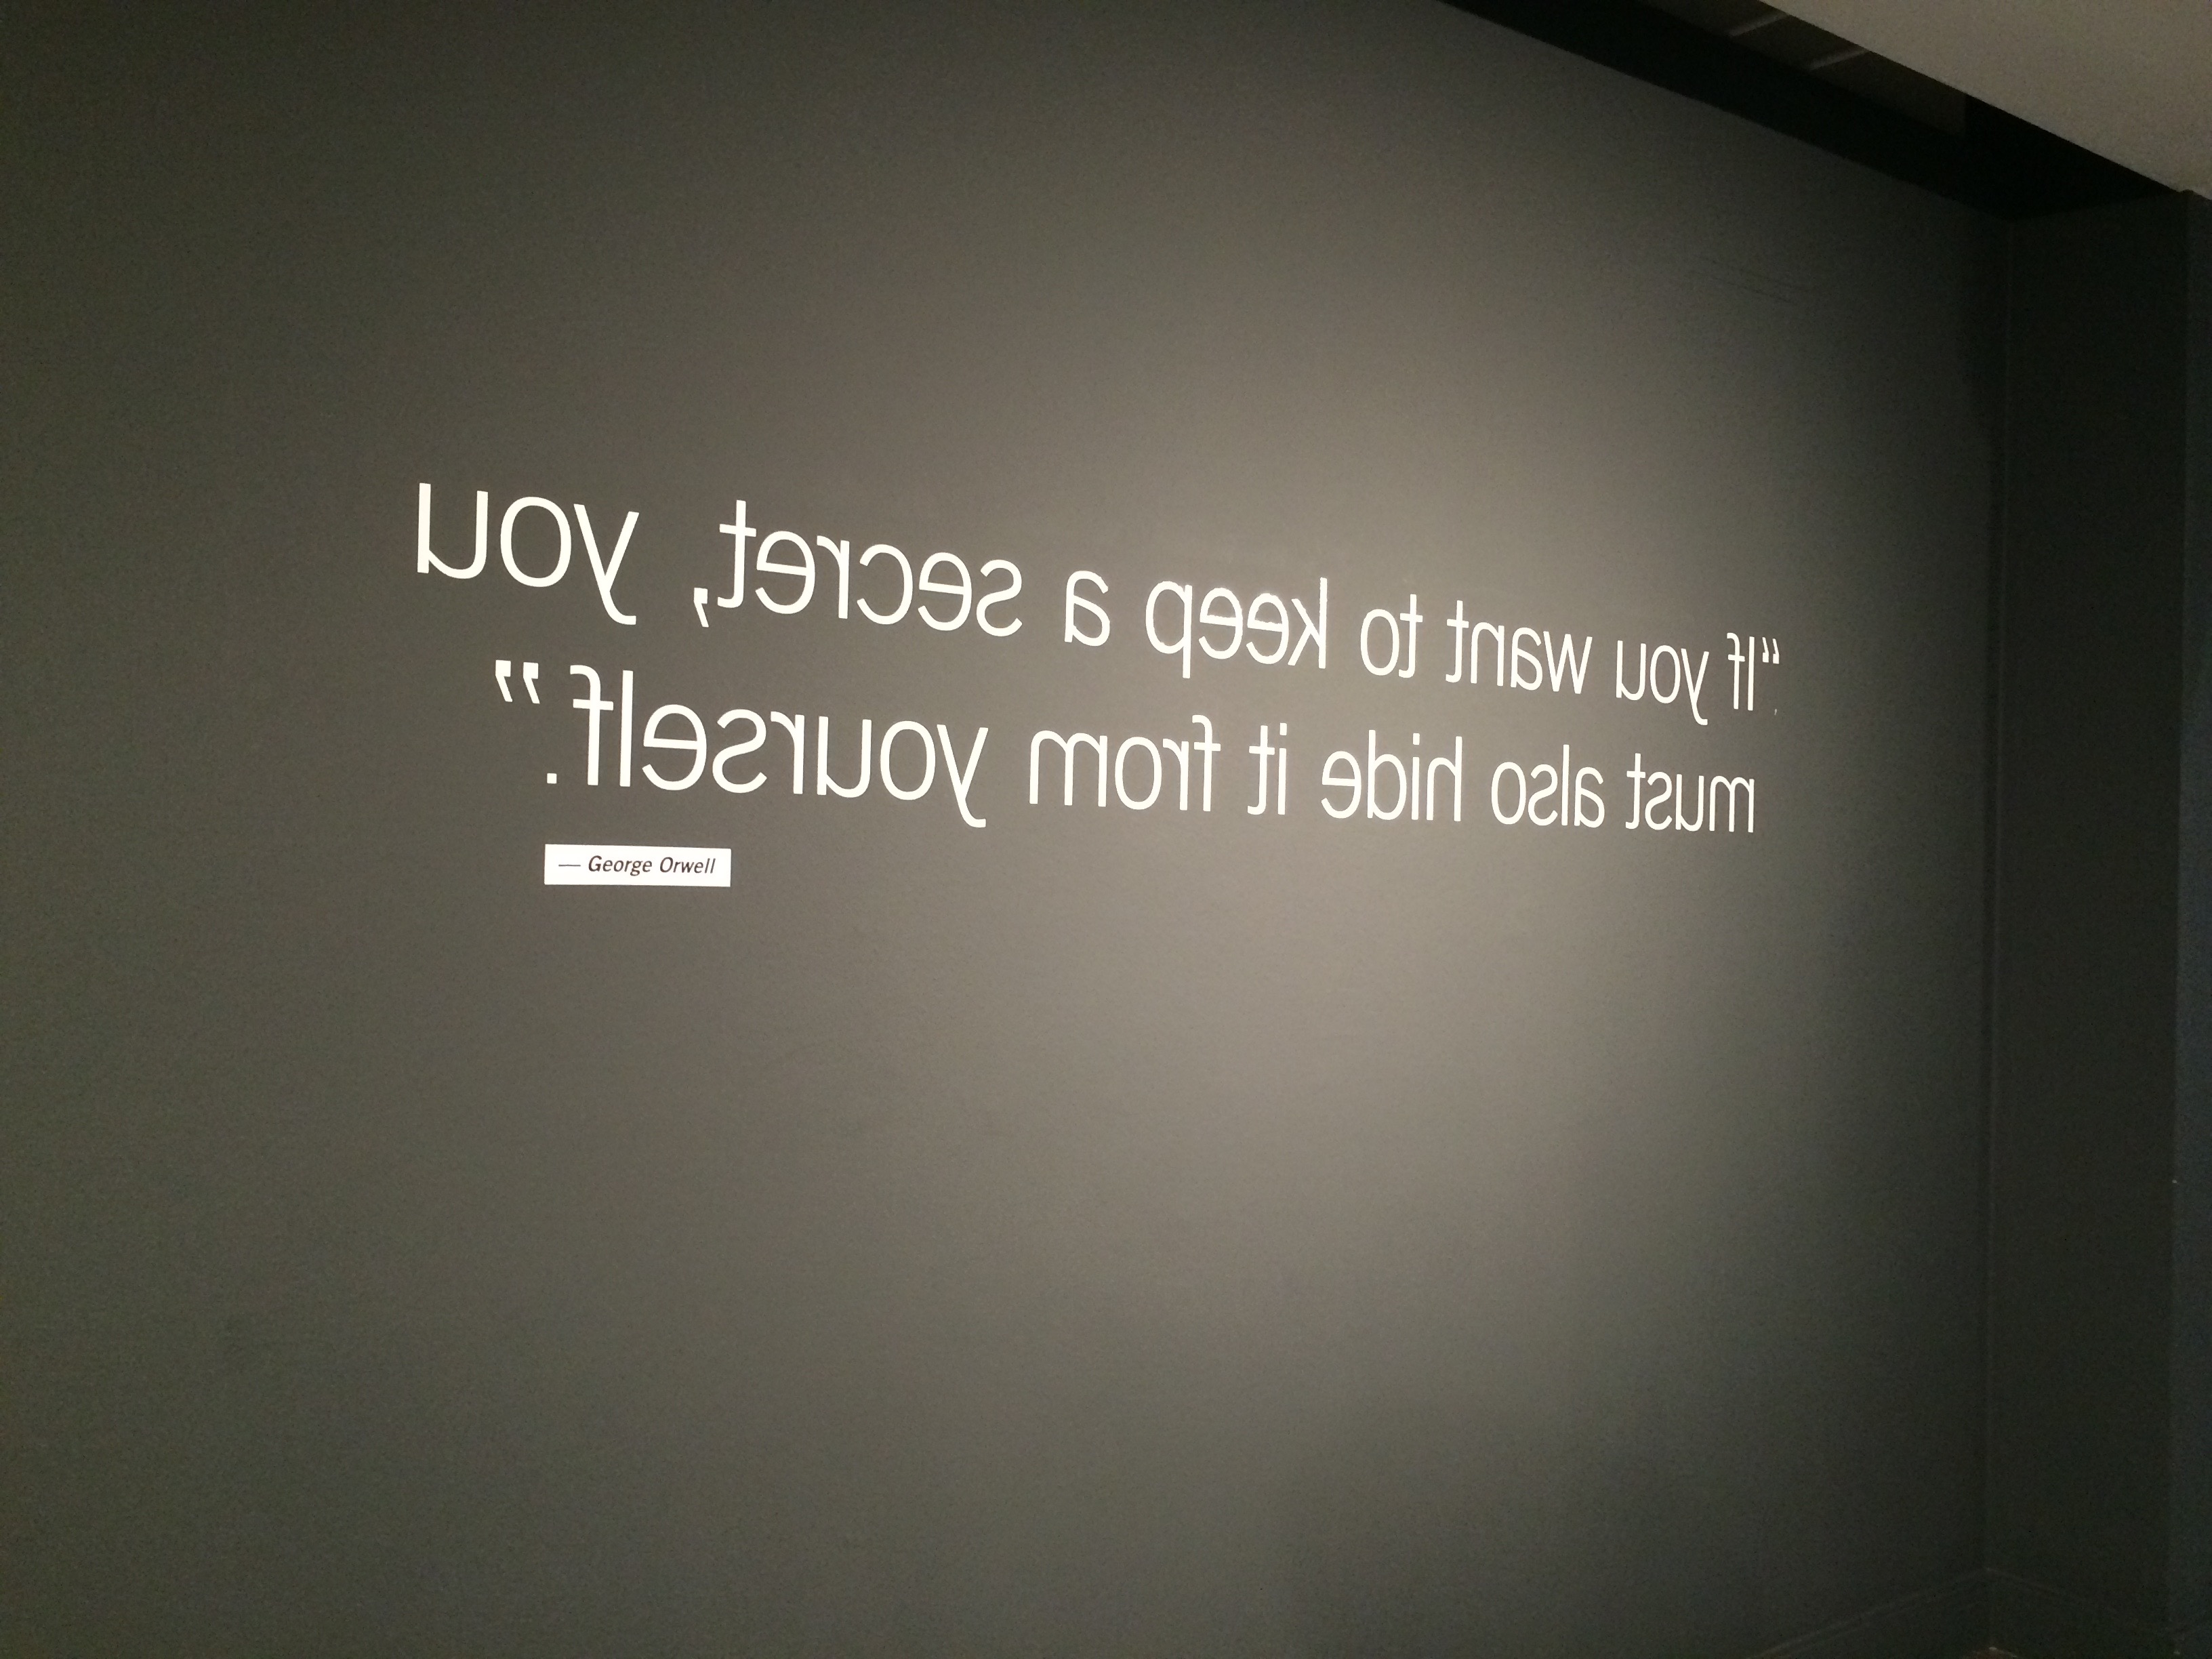 “If you want to keep a secret, you
must also hide it from yourself.”
— George Orwell